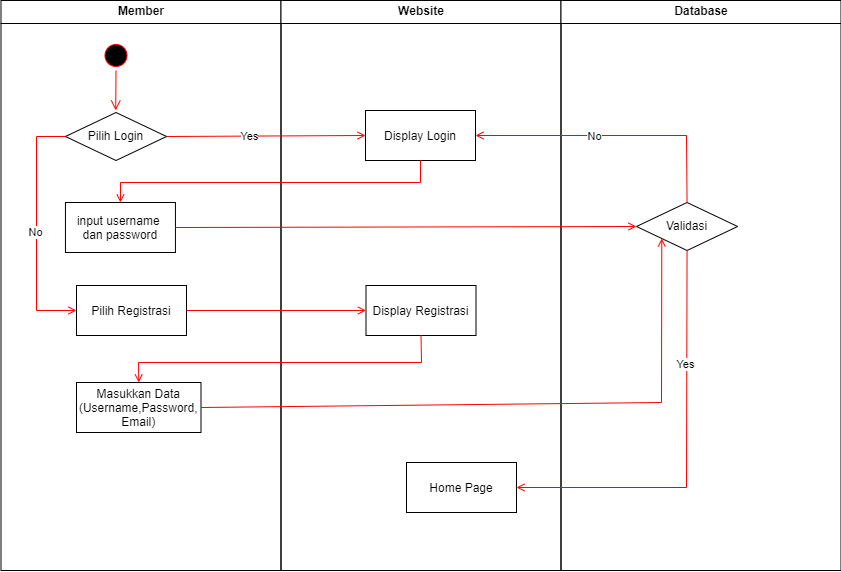 Member
Website
Database
Pilih Login
Yes
Display Login
No
input username
dan password
Validasi
No
Pilih Registrasi
Display Registrasi
Yes
Masukkan Data
(Username,Password,
Email)
Home Page